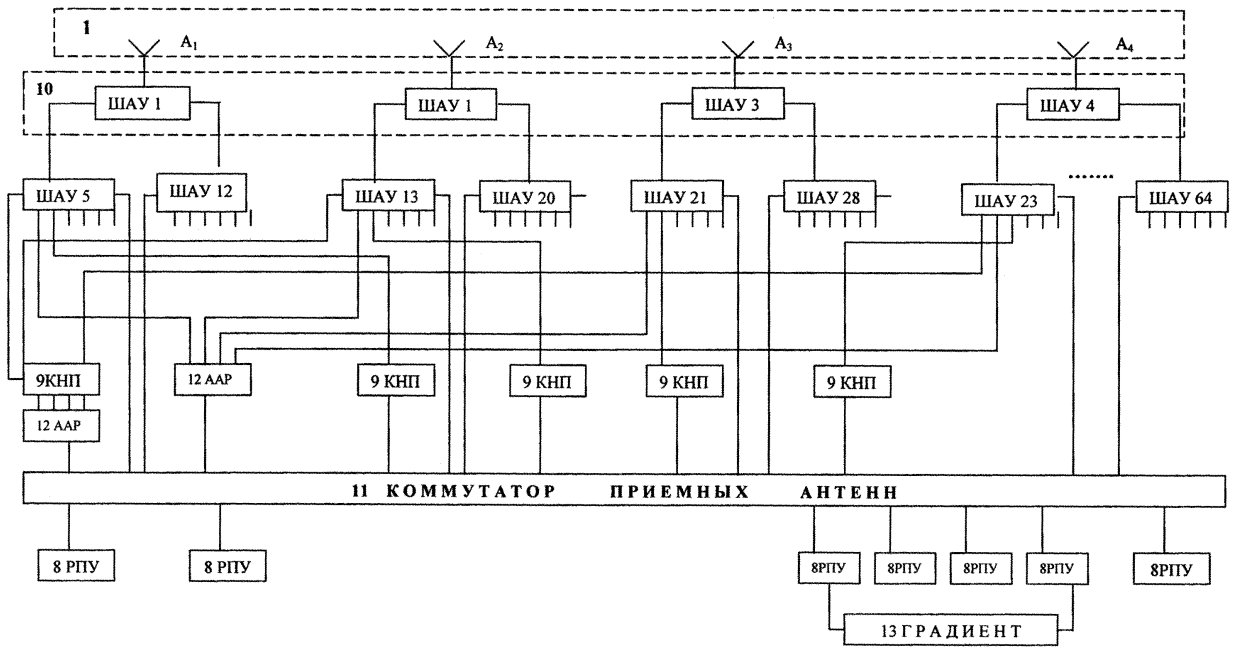 1
A1 A2 A3 A4
10
ШАУ 1 ШАУ 1 ШАУ 3 ШАУ 4
ШАУ 5 ШАУ 12 ШАУ 13 ШАУ 20 ШАУ 21 ШАУ 28 ШАУ 23 ........ ШАУ 64
9КНП 12 ААР 9 КНП 9 КНП 9 КНП 9 КНП
12 ААР
11 КОММУТАТОР ПРИЕМНЫХ АНТЕНН
8 РПУ 8 РПУ 8РПУ 8РПУ 8РПУ 8РПУ 8РПУ
13 ГРАДИЕНТ